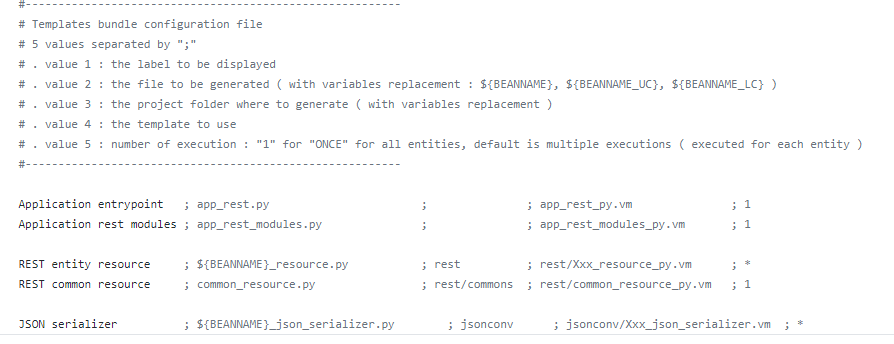 #---------------------------------------------------------
# Templates bundle configuration file
# 5 values separated by ";"
# . value 1 : the label to be displayed
# . value 2 : the file to be generated ( with variables replacement : ${BEANNAME}, ${BEANNAME_UC}, ${BEANNAME_LC} )
# . value 3 : the project folder where to generate ( with variables replacement )
# . value 4 : the template to use
# . value 5 : number of execution : "1" for "ONCE" for all entities, default is multiple executions ( executed for each entity )
#---------------------------------------------------------
Application entrypoint   ; app_rest.py                       ;               ; app_rest_py.vm               ; 1
Application rest modules ; app_rest_modules.py               ;               ; app_rest_modules_py.vm       ; 1
REST entity resource     ; ${BEANNAME}_resource.py           ; rest          ; rest/Xxx_resource_py.vm      ; *
REST common resource     ; common_resource.py                ; rest/commons  ; rest/common_resource_py.vm   ; 1
JSON serializer          ; ${BEANNAME}_json_serializer.py        ; jsonconv      ; jsonconv/Xxx_json_serializer.vm  ; *